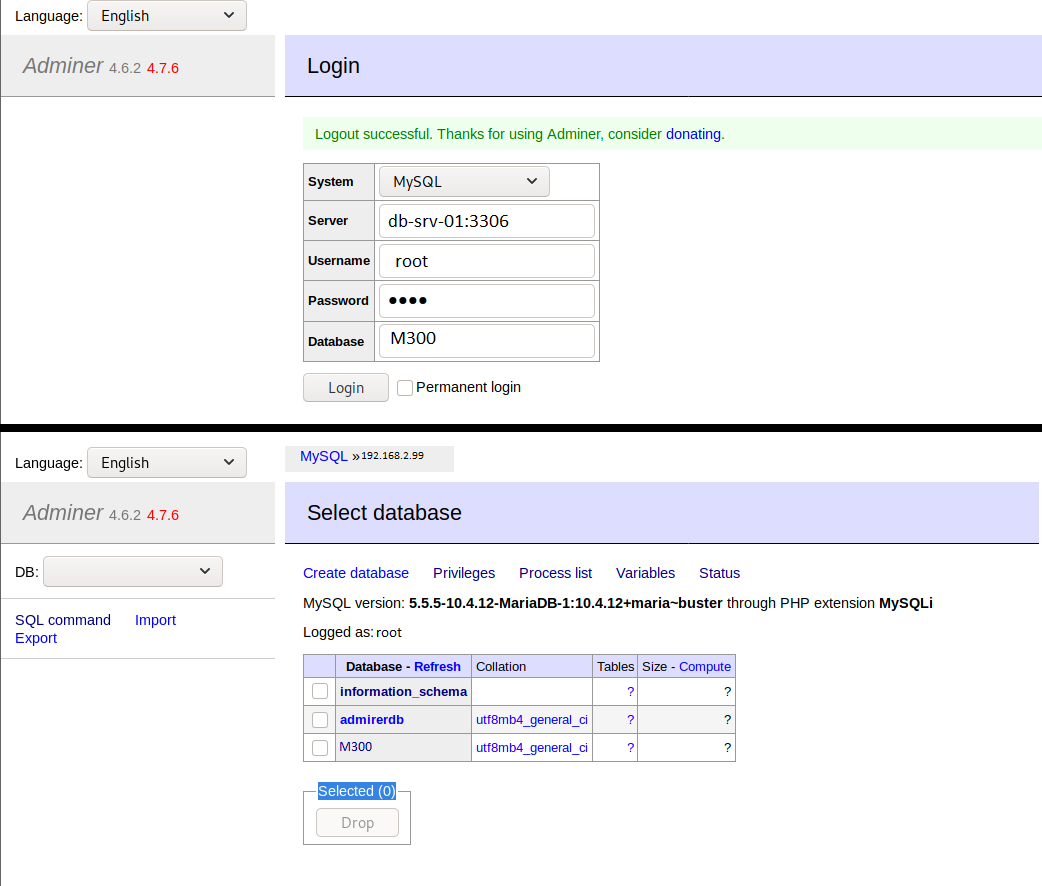 Language: English
Adminer 4.6.2 4.7.6
Login
Logout successful. Thanks for using Adminer, consider donating.
System MySQL
Server db-srv-01:3306
Username root
Password ●●●●
Database M300
Login Permanent login
Language: English
MySQL » 192.168.2.99
Adminer 4.6.2 4.7.6
Select database
DB:
SQL command Import
Export
Create database Privileges Process list Variables Status
MySQL version: 5.5.5-10.4.12-MariaDB-1:10.4.12+maria~buster through PHP extension MySQLi
Logged as: root
Database - Refresh Collation Tables Size - Compute
information_schema ? ?
admirerdb utf8mb4_general_ci ? ?
M300 utf8mb4_general_ci ? ?
Selected (0)
Drop